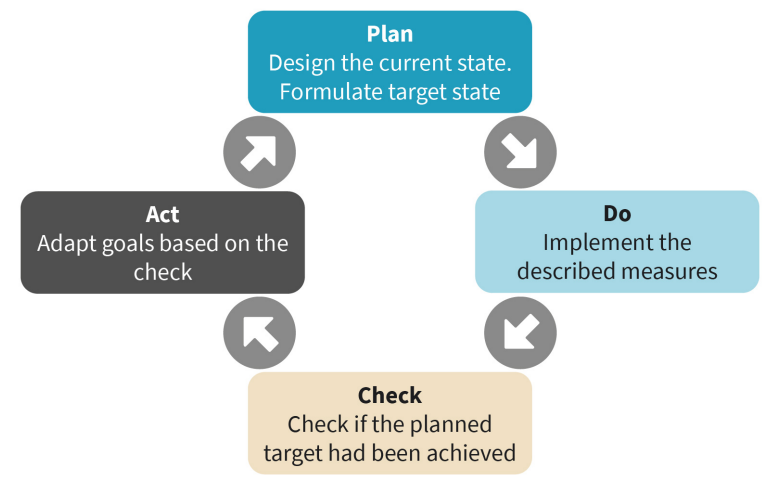 Plan
Design the current state.
Formulate target state
Act
Adapt goals based on the
check
Do
Implement the
described measures
Check
Check if the planned
target had been achieved